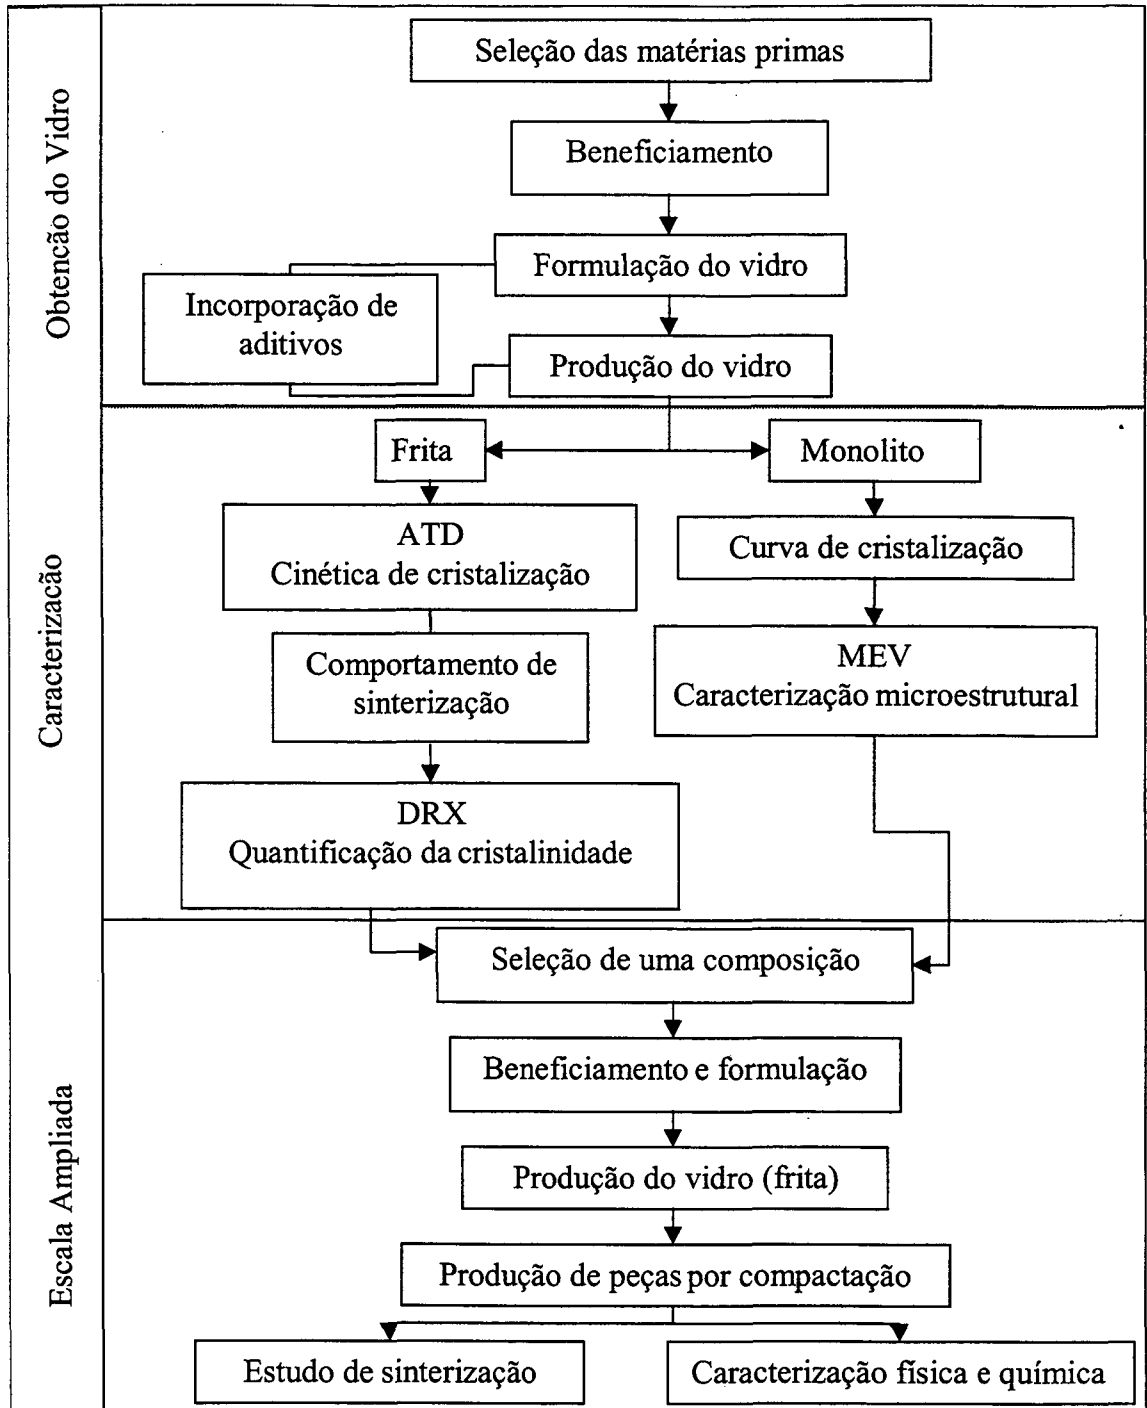 Obtencão do Vidro
Seleção das matérias primas
Beneficiamento
Formulação do vidro
Incorporação de
aditivos
Produção do vidro
Caracterizacão
Frita
Monolito
ATD
Cinética de cristalização
Curva de cristalização
Comportamento de
sinterização
MEV
Caracterização microestrutural
DRX
Quantificação da cristalinidade
Escala Ampliada
Seleção de uma composição
Beneficiamento e formulação
Produção do vidro (frita)
Produção de peças por compactação
Estudo de sinterização
Caracterização física e química